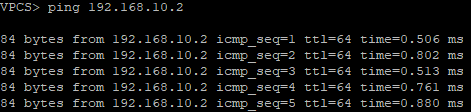 VPCS> ping 192.168.10.2
84 bytes from 192.168.10.2 icmp_seq=1 ttl=64 time=0.506 ms
84 bytes from 192.168.10.2 icmp_seq=2 ttl=64 time=0.802 ms
84 bytes from 192.168.10.2 icmp_seq=3 ttl=64 time=0.513 ms
84 bytes from 192.168.10.2 icmp_seq=4 ttl=64 time=0.761 ms
84 bytes from 192.168.10.2 icmp_seq=5 ttl=64 time=0.880 ms